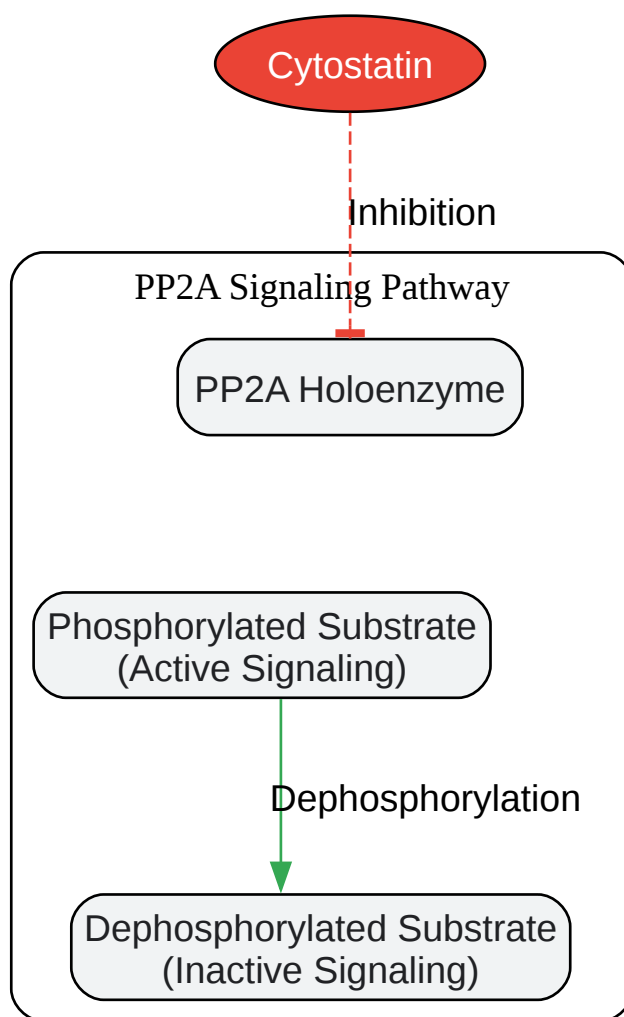 Cytostatin
Inhibition
PP2A Signaling Pathway
PP2A Holoenzyme
Phosphorylated Substrate
(Active Signaling)
Dephosphorylation
Dephosphorylated Substrate
(Inactive Signaling)